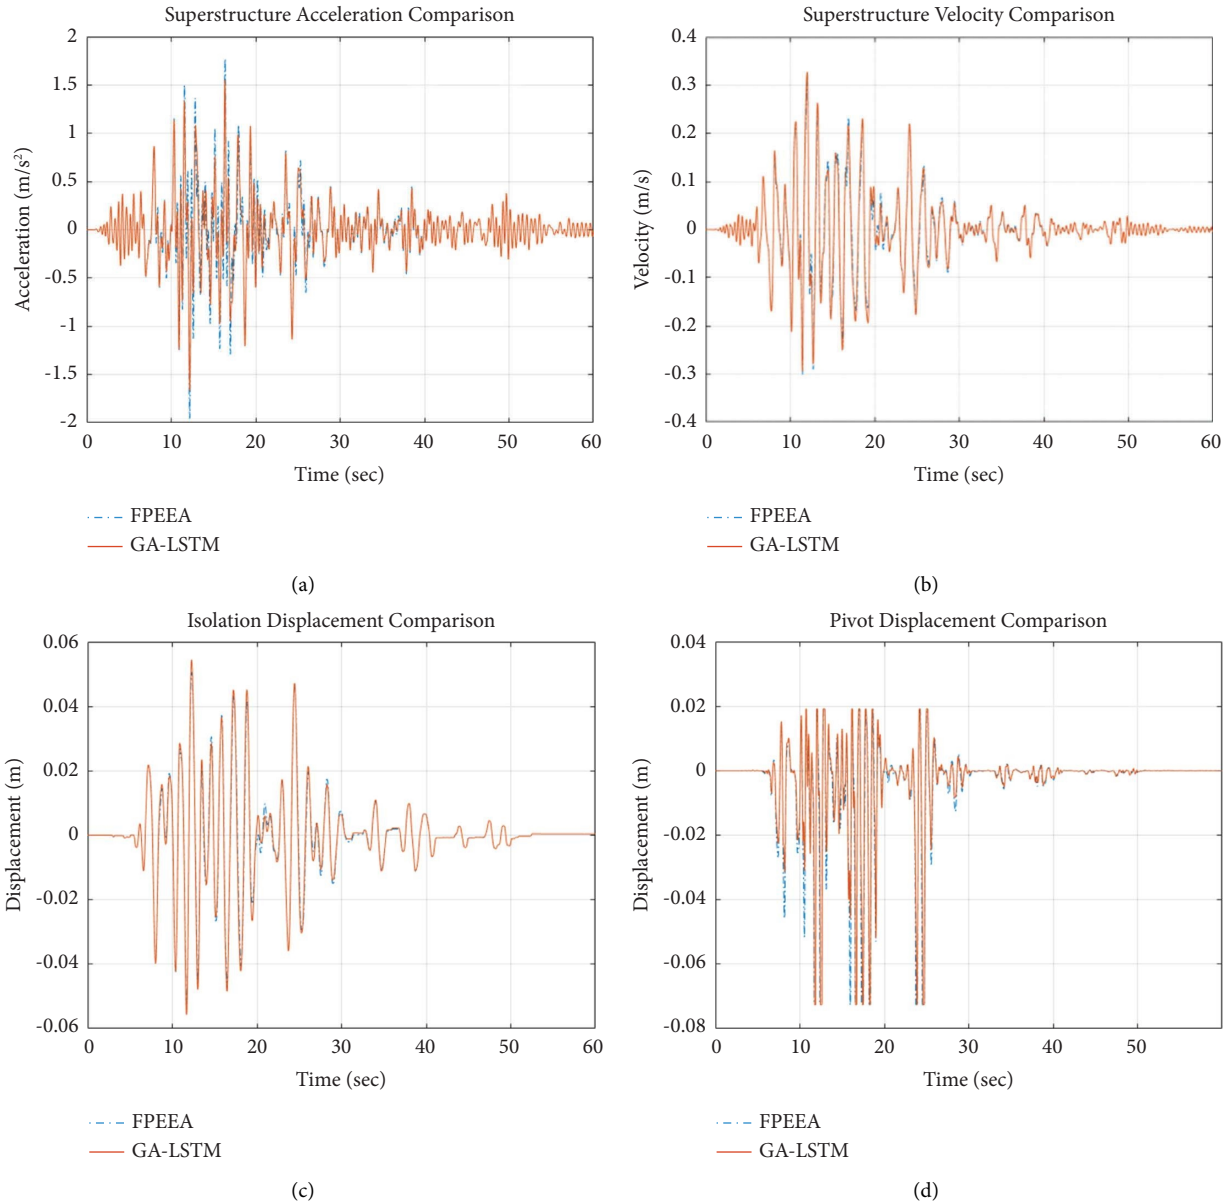 Superstructure Acceleration Comparison
2
1.5
1
0.5
0
-0.5
-1
-1.5
-2
Acceleration (m/s²)
0 10 20 30 40 50 60
Time (sec)
FPEEA
GA-LSTM
(a)
Superstructure Velocity Comparison
0.4
0.3
0.2
0.1
0
-0.1
-0.2
-0.3
-0.4
Velocity (m/s)
0 10 20 30 40 50 60
Time (sec)
FPEEA
GA-LSTM
(b)
Isolation Displacement Comparison
0.06
0.04
0.02
0
-0.02
-0.04
-0.06
Displacement (m)
0 10 20 30 40 50 60
Time (sec)
FPEEA
GA-LSTM
(c)
Pivot Displacement Comparison
0.04
0.02
0
-0.02
-0.04
-0.06
-0.08
Displacement (m)
0 10 20 30 40 50
Time (sec)
FPEEA
GA-LSTM
(d)